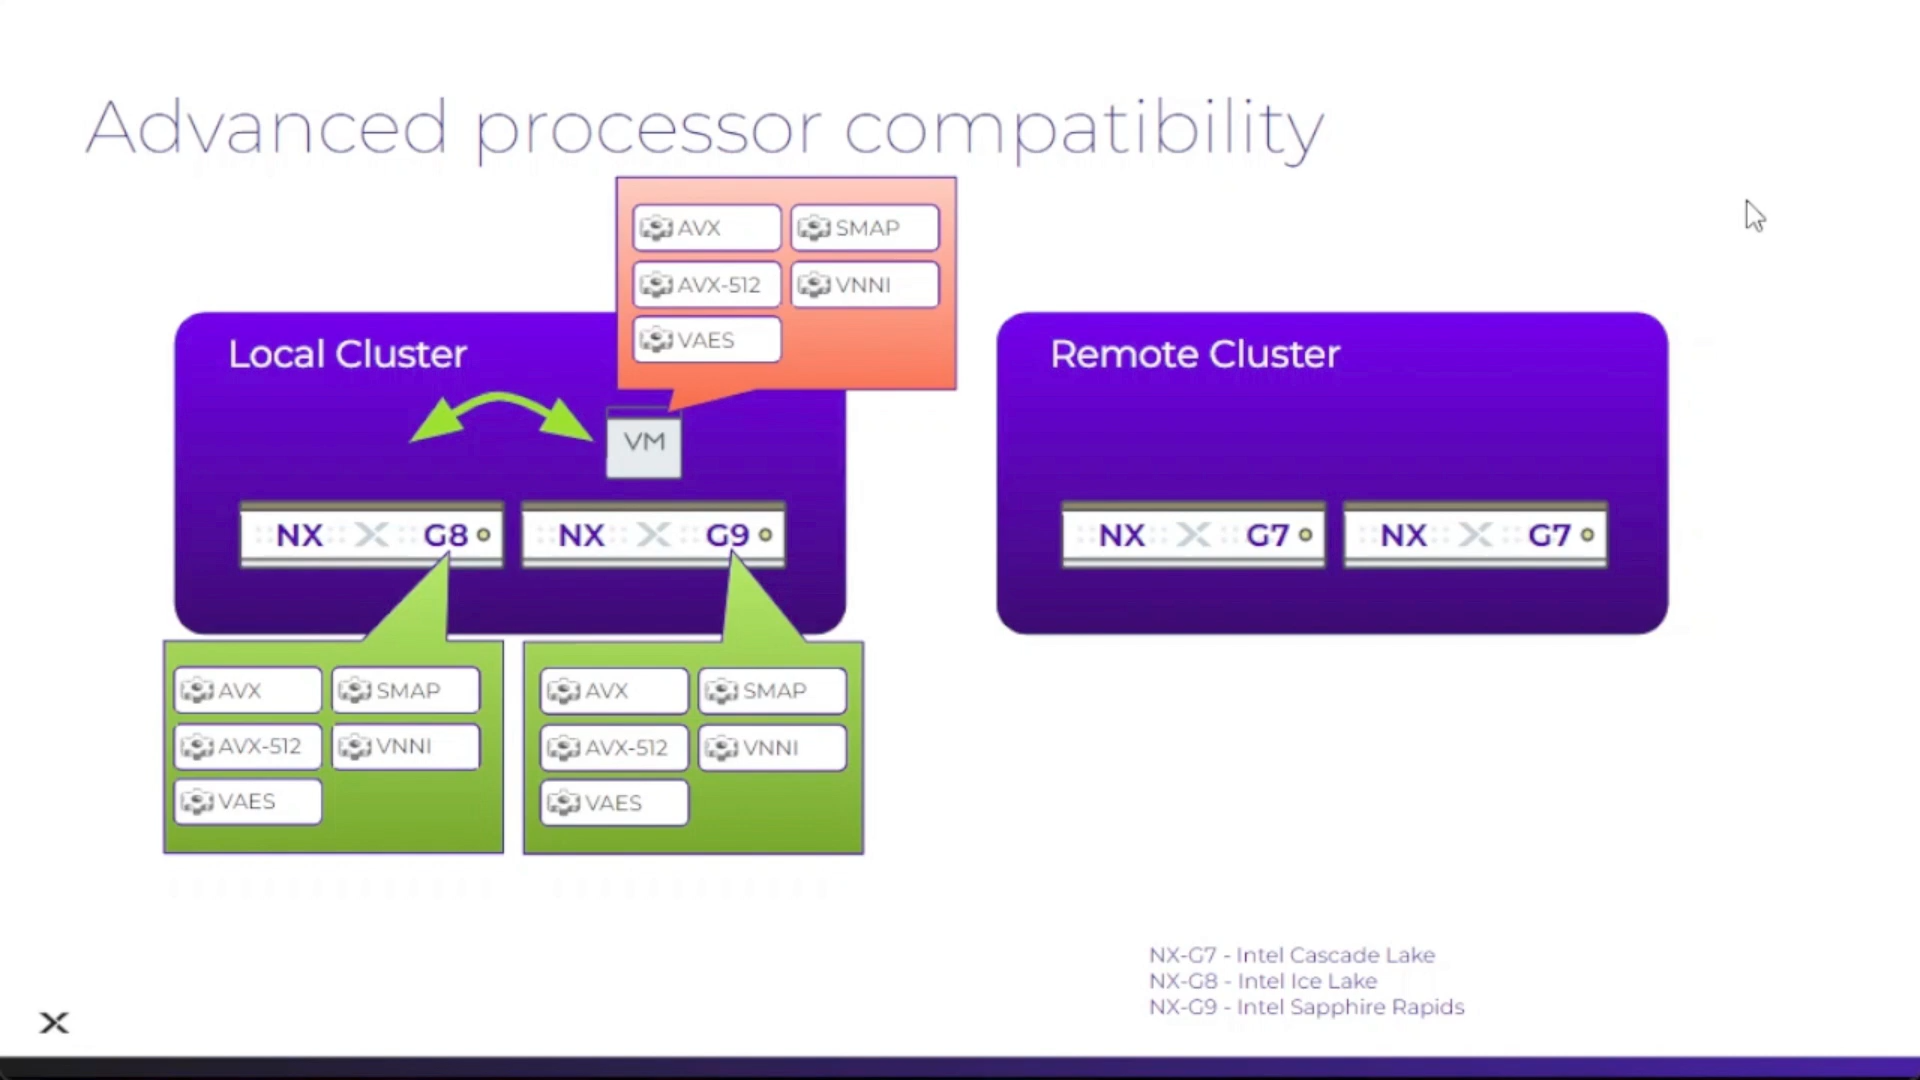 Advanced processor compatibility
AVX SMAP
AVX-512 VNNI
VAES
Local Cluster
Remote Cluster
VM
NX G8
NX G9
NX G7
NX G7
AVX SMAP
AVX-512 VNNI
VAES
AVX SMAP
AVX-512 VNNI
VAES
NX-G7 - Intel Cascade Lake
NX-G8 - Intel Ice Lake
NX-G9 - Intel Sapphire Rapids